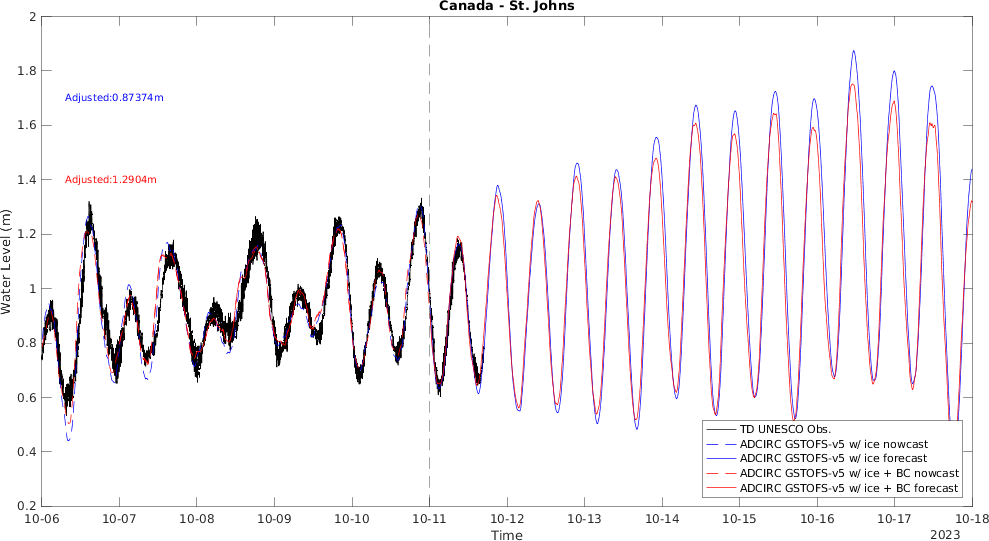 Canada - St. Johns
2
1.8
1.6
1.4
1.2
1
0.8
0.6
0.4
0.2
Water Level (m)
Adjusted:0.87374m
Adjusted:1.2904m
TD UNESCO Obs.
ADCIRC GSTOFS-v5 w/ ice nowcast
ADCIRC GSTOFS-v5 w/ ice forecast
ADCIRC GSTOFS-v5 w/ ice + BC nowcast
ADCIRC GSTOFS-v5 w/ ice + BC forecast
10-06 10-07 10-08 10-09 10-10 10-11 10-12 10-13 10-14 10-15 10-16 10-17 10-18
Time
2023